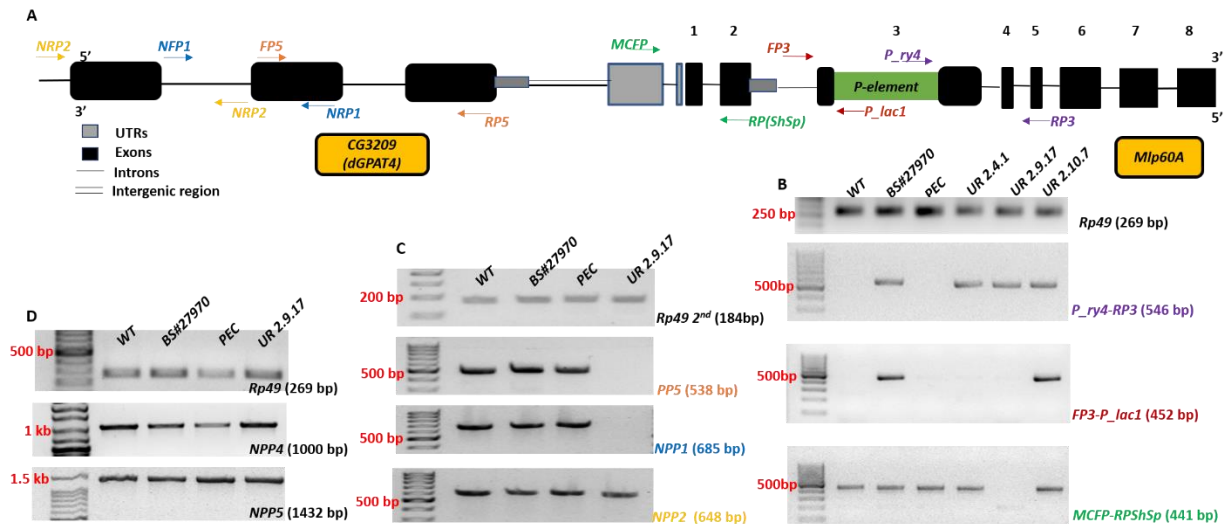 A
1 2 3 4 5 6 7 8
NRP2 5’ NFP1 FP5 MCFP FP3 P_ry4 3’
P-element
3’ NRP2 NRP1 RP5 RP(ShSp) P_lac1 RP3 5’
UTRs
Exons
Introns
Intergenic region
CG3209
(dGPAT4)
Mlp60A
B
WT BS#27970 PEC UR 2.4.1 UR 2.9.17 UR 2.10.7
250 bp Rp49 (269 bp)
500bp P_ry4-RP3 (546 bp)
500bp FP3-P_lac1 (452 bp)
500bp MCFP-RPShSp (441 bp)
C
WT BS#27970 PEC UR 2.9.17
200 bp Rp49 2nd (184bp)
500 bp PP5 (538 bp)
500 bp NPP1 (685 bp)
500 bp NPP2 (648 bp)
D
WT BS#27970 PEC UR 2.9.17
500 bp Rp49 (269 bp)
1 kb NPP4 (1000 bp)
1.5 kb NPP5 (1432 bp)